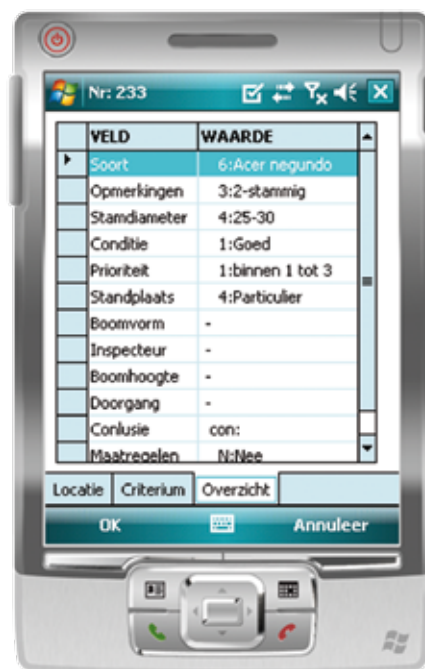 Nr: 233
VELD WAARDE
Soort 6:Acer negundo
Opmerkingen 3:2-stammig
Stamdiameter 4:25-30
Conditie 1:Goed
Prioriteit 1:binnen 1 tot 3
Standplaats 4:Particulier
Boomvorm -
Inspecteur -
Boomhoogte -
Doorgang -
Conlusie con:
Maatregelen N:Nee
Locatie Criterium Overzicht
OK Annuleer